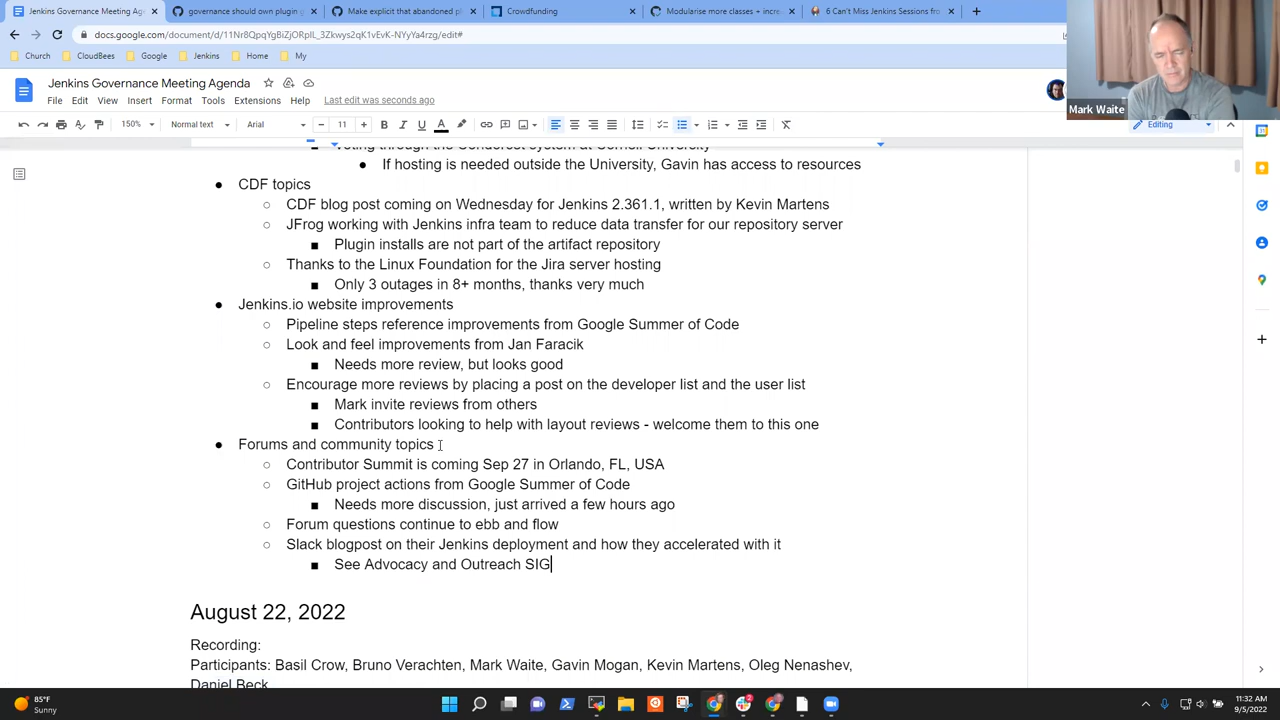 Jenkins Governance Meeting Age
governance should own plugin g
Make explicit that abandoned p
Crowdfunding
Modularise more classes + incre
6 Can't Miss Jenkins Sessions fro
docs.google.com/document/d/
Church
CloudBees
Google
Jenkins
Home
My
Mark Waite
Jenkins Governance Meeting Agenda
File Edit View Insert Format Tools Extensions Help Last edit was seconds ago
150% Normal text Arial 11 Editing
If hosting is needed outside the University, Gavin has access to resources
CDF topics
CDF blog post coming on Wednesday for Jenkins 2.361.1, written by Kevin Martens
JFrog working with Jenkins infra team to reduce data transfer for our repository server
Plugin installs are not part of the artifact repository
Thanks to the Linux Foundation for the Jira server hosting
Only 3 outages in 8+ months, thanks very much
Jenkins.io website improvements
Pipeline steps reference improvements from Google Summer of Code
Look and feel improvements from Jan Faracik
Needs more review, but looks good
Encourage more reviews by placing a post on the developer list and the user list
Mark invite reviews from others
Contributors looking to help with layout reviews - welcome them to this one
Forums and community topics
Contributor Summit is coming Sep 27 in Orlando, FL, USA
GitHub project actions from Google Summer of Code
Needs more discussion, just arrived a few hours ago
Forum questions continue to ebb and flow
Slack blogpost on their Jenkins deployment and how they accelerated with it
See Advocacy and Outreach SIG
August 22, 2022
Recording:
Participants: Basil Crow, Bruno Verachten, Mark Waite, Gavin Mogan, Kevin Martens, Oleg Nenashev,
Daniel Beck
85°F
Sunny
11:32 AM
9/5/2022